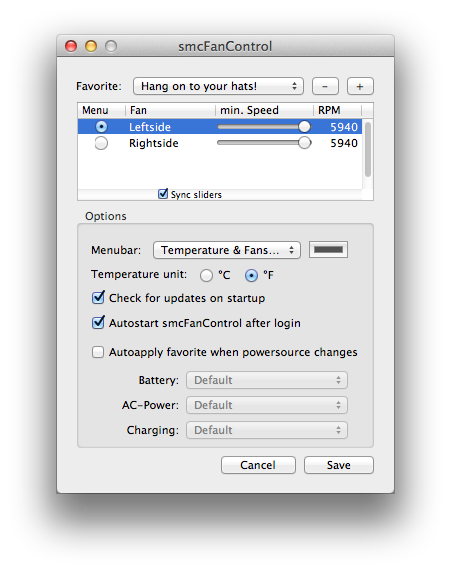 smcFanControl
Favorite: Hang on to your hats! - +
Menu Fan min. Speed RPM
Leftside 5940
Rightside 5940
Sync sliders
Options
Menubar: Temperature & Fans...
Temperature unit: °C °F
Check for updates on startup
Autostart smcFanControl after login
Autoapply favorite when powersource changes
Battery: Default
AC-Power: Default
Charging: Default
Cancel Save